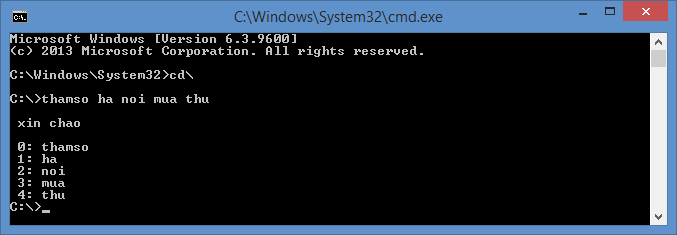 C:\Windows\System32\cmd.exe
Microsoft Windows [Version 6.3.9600]
(c) 2013 Microsoft Corporation. All rights reserved.
C:\Windows\System32>cd\
C:\>thamso ha noi mua thu
xin chao
0: thamso
1: ha
2: noi
3: mua
4: thu
C:\>_